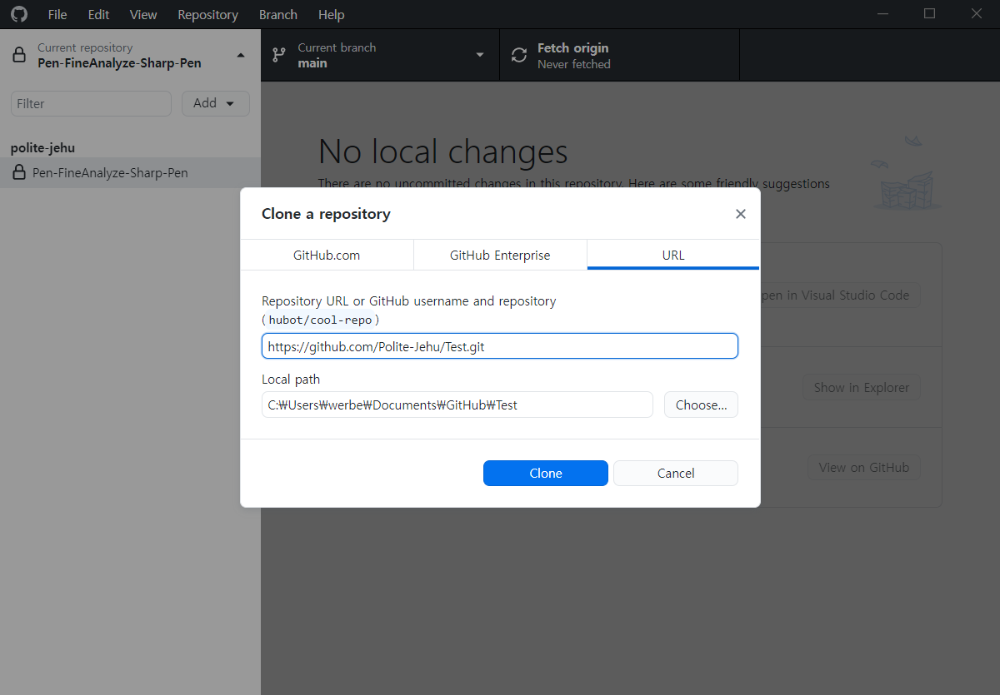 File Edit View Repository Branch Help
Current repository
Pen-FineAnalyze-Sharp-Pen
Current branch
main
Fetch origin
Never fetched
Filter
Add
polite-jehu
Pen-FineAnalyze-Sharp-Pen
No local changes
There are no uncommitted changes in this repository. Here are some friendly suggestions
Clone a repository
GitHub.com
GitHub Enterprise
URL
Repository URL or GitHub username and repository
(hubot/cool-repo)
https://github.com/Polite-Jehu/Test.git
Local path
C:₩Users₩werbe₩Documents₩GitHub₩Test
Choose...
Clone
Cancel
pen in Visual Studio Code
Show in Explorer
View on GitHub